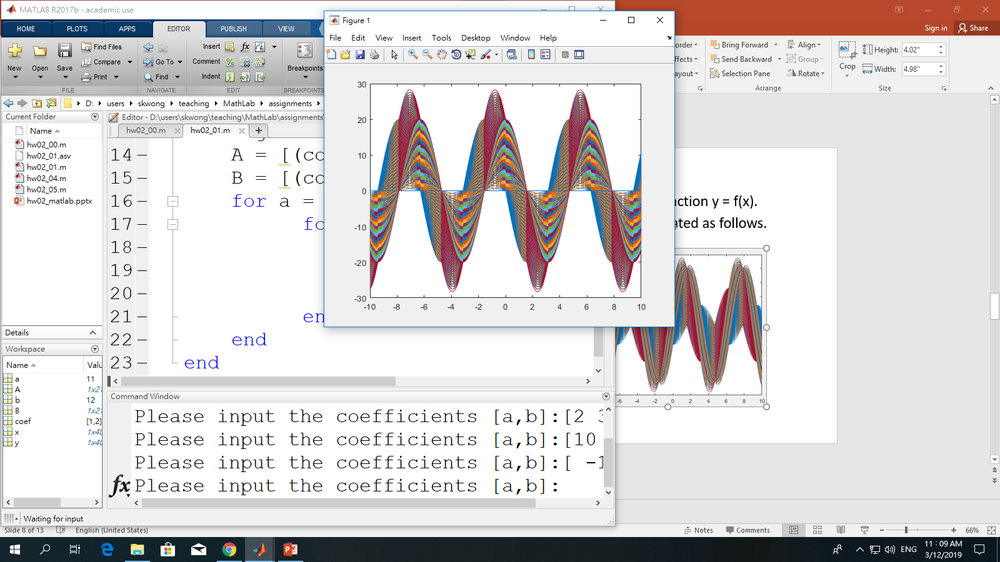 MATLAB R2017b - academic use
HOME PLOTS APPS EDITOR PUBLISH VIEW
New Open Save
Find Files
Compare
Print
Go To
Find
Insert
Comment
Indent
Breakpoints
FILE NAVIGATE EDIT BREAKPOINTS
D: users skwong teaching MathLab assignments
Current Folder
Name
hw02_00.m
hw02_01.asv
hw02_01.m
hw02_04.m
hw02_05.m
hw02_matlab.pptx
Details
Workspace
Name Valu
a 11
A 1x21
b 12
B 1x21
coef [1,2]
x 1x40
y 1x40
Editor - D:\users\skwong\teaching\MathLab\assignments\
hw02_00.m hw02_01.m
14 A = [(co
15 B = [(co
16 for a =
17 fo
18
19
20
21 en
22 end
23 end
Command Window
Please input the coefficients [a,b]:[2 3
Please input the coefficients [a,b]:[10
Please input the coefficients [a,b]:[ -1
fx Please input the coefficients [a,b]:
Waiting for input
Figure 1
File Edit View Insert Tools Desktop Window Help
30
20
10
0
-10
-20
-30
-10 -8 -6 -4 -2 0 2 4 6 8 10
Sign in Share
order
ffects
ayout
Bring Forward
Send Backward
Selection Pane
Align
Group
Rotate
Arrange
Crop
Height: 4.02"
Width: 4.98"
Size
ction y = f(x).
ated as follows.
-6 -4 -2 0 2 4 6 8 10
Slide 8 of 13 English (United States)
Notes Comments 66%
ENG
11:09 AM
3/12/2019